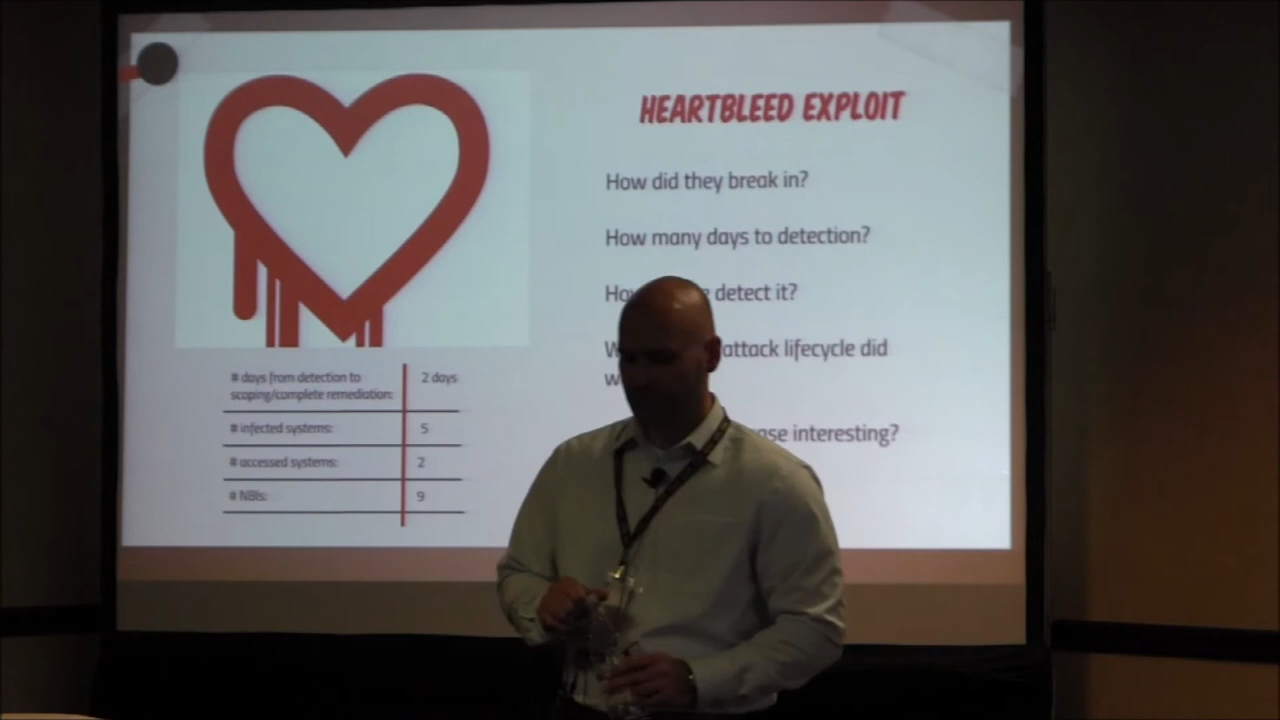 HEARTBLEED EXPLOIT
How did they break in?
How many days to detection?
detect it?
attack lifecycle did
interesting?
# days from detection to
scoping/complete remediation:
2 days
# infected systems:
5
# accessed systems:
2
# NBIs:
9